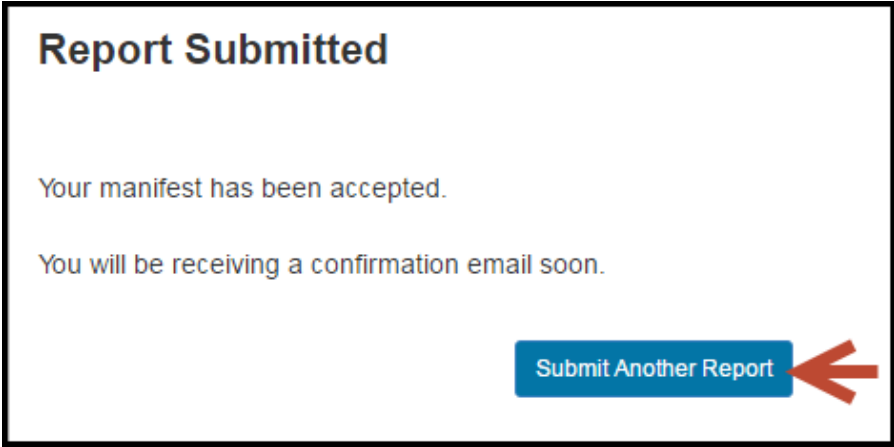 Report Submitted
Your manifest has been accepted.
You will be receiving a confirmation email soon.
Submit Another Report